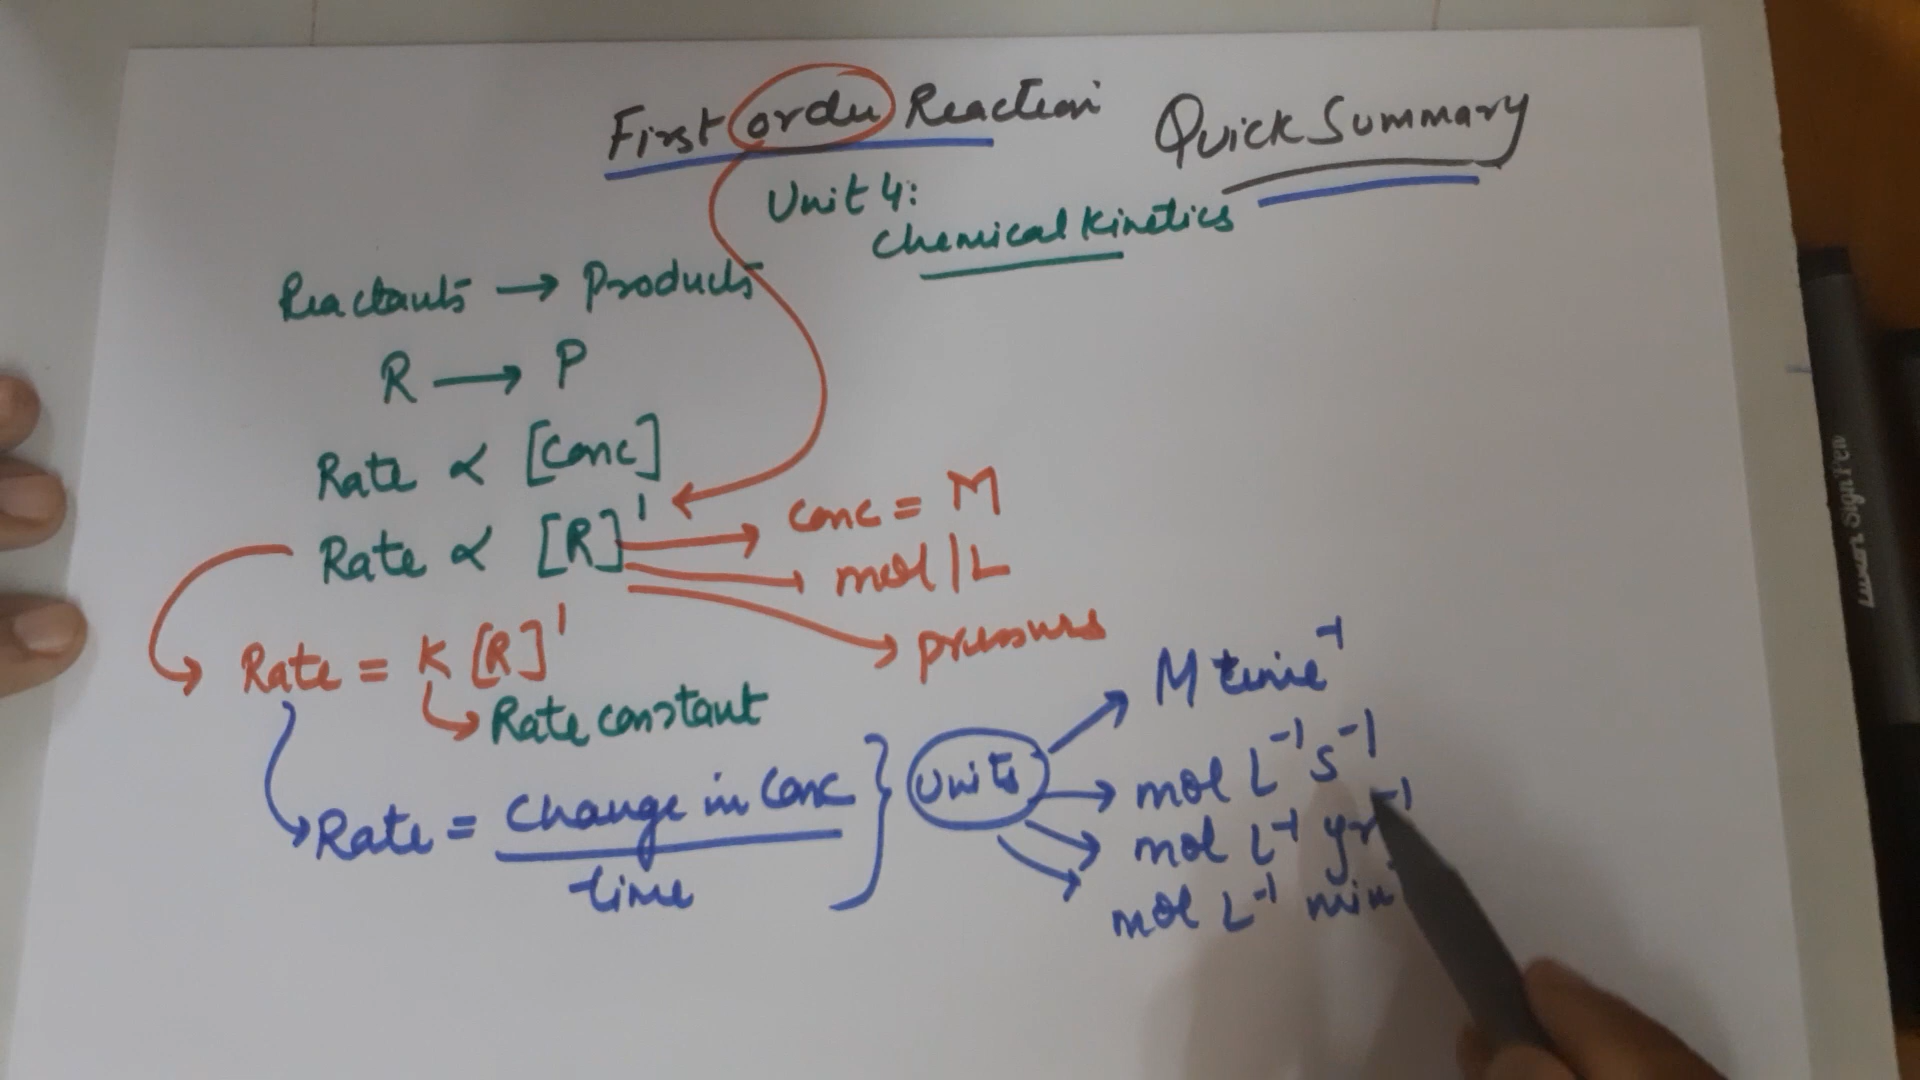 First order Reaction
Quick Summary
Unit 4:
Chemical Kinetics
Reactants → Products
R → P
Rate ∝ [Conc]
Rate ∝ [R]¹
conc = M
mol/L
pressure
Rate = K [R]¹
Rate constant
Rate = Change in Conc
time
Units
M time⁻¹
mol L⁻¹ s⁻¹
mol L⁻¹ yr⁻¹
mol L⁻¹ min
Sign Pen